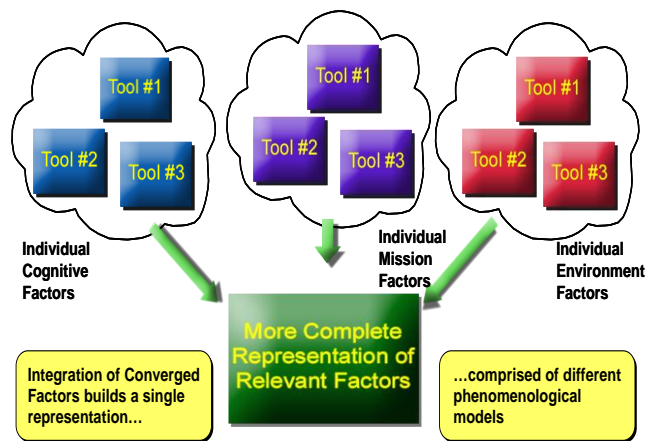 Tool #1
Tool #2
Tool #3
Individual
Cognitive
Factors
Tool #1
Tool #2
Tool #3
Individual
Mission
Factors
Tool #1
Tool #2
Tool #3
Individual
Environment
Factors
More Complete
Representation of
Relevant Factors
Integration of Converged
Factors builds a single
representation…
…comprised of different
phenomenological
models